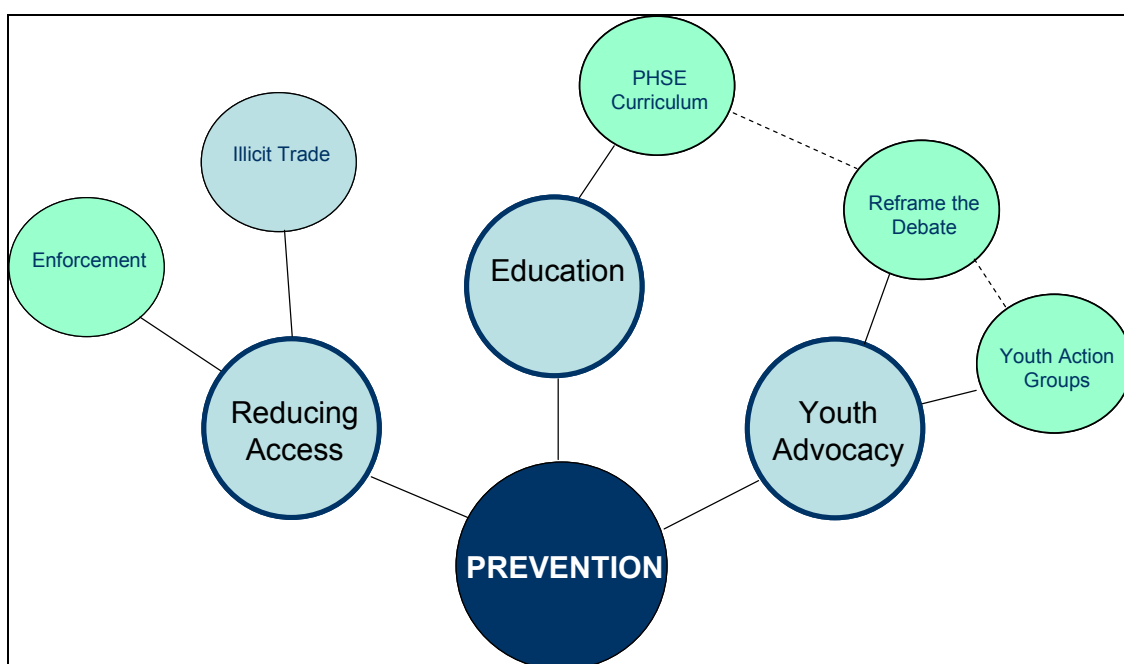 PHSE
Curriculum
Illicit Trade
Reframe the
Debate
Enforcement
Education
Youth Action
Groups
Reducing
Access
Youth
Advocacy
PREVENTION